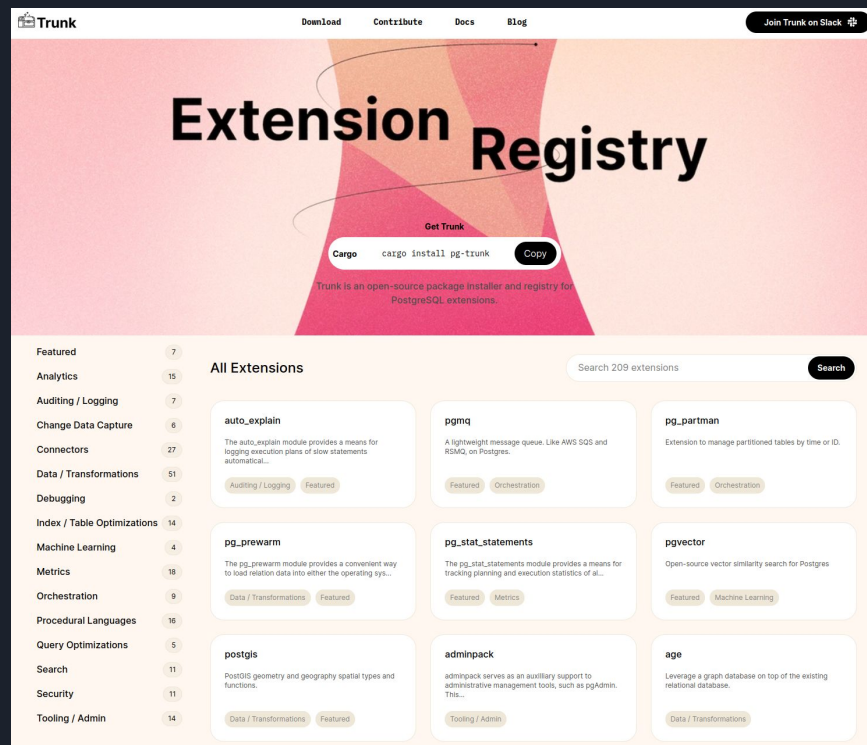 Trunk
Download Contribute Docs Blog
Join Trunk on Slack
Extension
Registry
Get Trunk
Cargo cargo install pg-trunk Copy
Trunk is an open-source package installer and registry for
PostgreSQL extensions.
Featured 7
Analytics 15
Auditing / Logging 7
Change Data Capture 6
Connectors 27
Data / Transformations 51
Debugging 2
Index / Table Optimizations 14
Machine Learning 4
Metrics 18
Orchestration 9
Procedural Languages 16
Query Optimizations 5
Search 11
Security 11
Tooling / Admin 14
All Extensions
Search 209 extensions
Search
auto_explain
The auto_explain module provides a means for
logging execution plans of slow statements
automatical...
Auditing / Logging Featured
pgmq
A lightweight message queue. Like AWS SQS and
RSMQ, on Postgres.
Featured Orchestration
pg_partman
Extension to manage partitioned tables by time or ID.
Featured Orchestration
pg_prewarm
The pg_prewarm module provides a convenient way
to load relation data into either the operating sys...
Data / Transformations Featured
pg_stat_statements
The pg_stat_statements module provides a means for
tracking planning and execution statistics of al...
Featured Metrics
pgvector
Open-source vector similarity search for Postgres
Featured Machine Learning
postgis
PostGIS geometry and geography spatial types and
functions.
Data / Transformations Featured
adminpack
adminpack serves as an auxilliary support to
administrative management tools, such as pgAdmin.
This...
Tooling / Admin
age
Leverage a graph database on top of the existing
relational database.
Data / Transformations